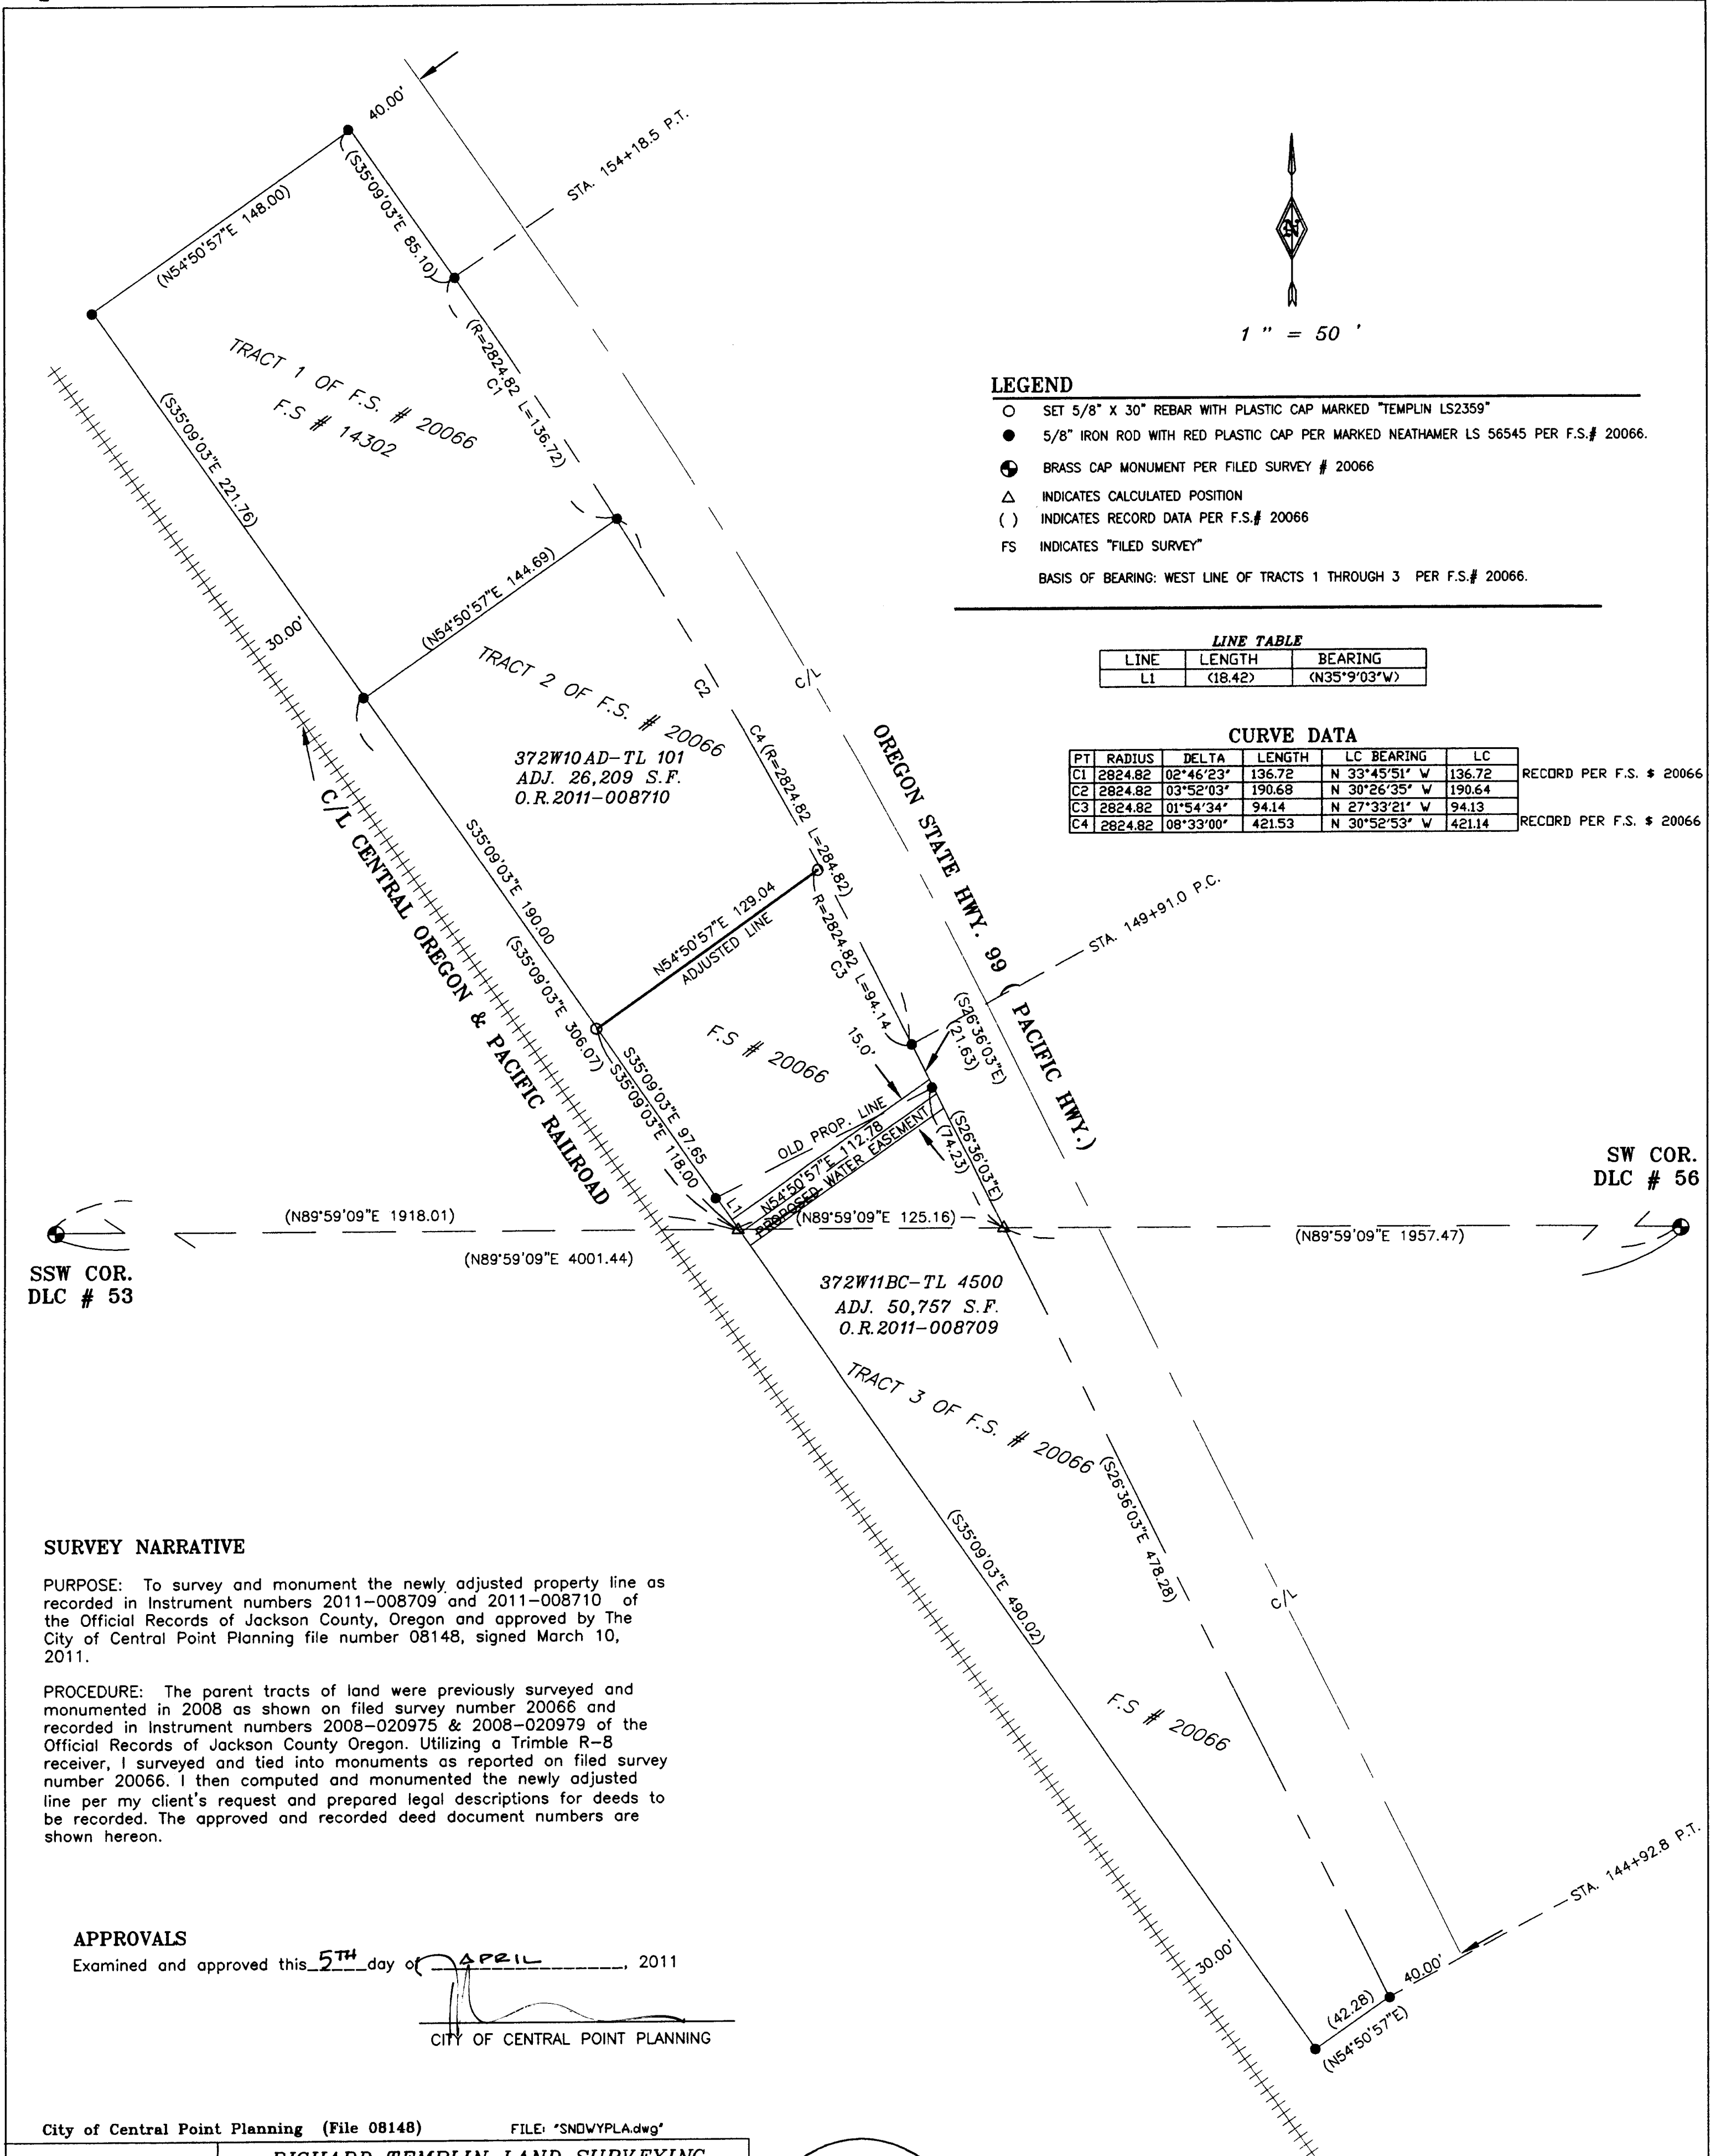 40.00'
STA. 154+18.5 P.T.
(S35°09'03"E 85.10)
(N54°50'57"E 148.00)
N
1 " = 50 '
TRACT 1 OF F.S. # 20066
F.S # 14302
(R=2824.82 L=136.72)
C1
(S35°09'03"E 221.76)
LEGEND
SET 5/8" X 30" REBAR WITH PLASTIC CAP MARKED "TEMPLIN LS2359"
5/8" IRON ROD WITH RED PLASTIC CAP PER MARKED NEATHAMER LS 56545 PER F.S.# 20066.
BRASS CAP MONUMENT PER FILED SURVEY # 20066
INDICATES CALCULATED POSITION
( ) INDICATES RECORD DATA PER F.S.# 20066
FS INDICATES "FILED SURVEY"
BASIS OF BEARING: WEST LINE OF TRACTS 1 THROUGH 3 PER F.S.# 20066.
LINE TABLE
LINE LENGTH BEARING
L1 (18.42) (N35°9'03"W)
CURVE DATA
PT RADIUS DELTA LENGTH LC BEARING LC
C1 2824.82 02°46'23" 136.72 N 33°45'51" W 136.72 RECORD PER F.S. $ 20066
C2 2824.82 03°52'03" 190.68 N 30°26'35" W 190.64
C3 2824.82 01°54'34" 94.14 N 27°33'21" W 94.13
C4 2824.82 08°33'00" 421.53 N 30°52'53" W 421.14 RECORD PER F.S. $ 20066
(N54°50'57"E 144.69)
30.00'
TRACT 2 OF F.S. # 20066
C2
C/L
372W10AD-TL 101
ADJ. 26,209 S.F.
O.R.2011-008710
C4 (R=2824.82 L=284.82)
OREGON STATE HWY. 99 ( PACIFIC HWY.)
C/L CENTRAL OREGON & PACIFIC RAILROAD
S35°09'03"E 190.00
(S35°09'03"E 306.07)
N54°50'57"E 129.04
ADJUSTED LINE
R=2824.82 L=94.14
C3
STA. 149+91.0 P.C.
(S26°36'03"E)
(21.63)
F.S # 20066
15.0'
S35°09'03"E 97.65
(S35°09'03"E 118.00
OLD PROP. LINE
N54°50'57"E 112.78
PROPOSED WATER EASEMENT
(S26°36'03"E)
(74.23)
L1
SW COR.
DLC # 56
(N89°59'09"E 1918.01)
(N89°59'09"E 125.16)
(N89°59'09"E 1957.47)
(N89°59'09"E 4001.44)
SSW COR.
DLC # 53
372W11BC-TL 4500
ADJ. 50,757 S.F.
O.R.2011-008709
TRACT 3 OF F.S. # 20066
(S26°36'03"E 478.28)
(S35°09'03"E 490.02)
C/L
F.S # 20066
SURVEY NARRATIVE
PURPOSE: To survey and monument the newly adjusted property line as
recorded in Instrument numbers 2011-008709 and 2011-008710 of
the Official Records of Jackson County, Oregon and approved by The
City of Central Point Planning file number 08148, signed March 10,
2011.
PROCEDURE: The parent tracts of land were previously surveyed and
monumented in 2008 as shown on filed survey number 20066 and
recorded in Instrument numbers 2008-020975 & 2008-020979 of the
Official Records of Jackson County Oregon. Utilizing a Trimble R-8
receiver, I surveyed and tied into monuments as reported on filed survey
number 20066. I then computed and monumented the newly adjusted
line per my client's request and prepared legal descriptions for deeds to
be recorded. The approved and recorded deed document numbers are
shown hereon.
STA. 144+92.8 P.T.
30.00'
40.00'
(42.28)
(N54°50'57"E)
APPROVALS
Examined and approved this 5TH day of APRIL, 2011
CITY OF CENTRAL POINT PLANNING
City of Central Point Planning (File 08148) FILE: "SNOWYPLA.dwg"
RICHARD TEMPLIN LAND SURVEYING